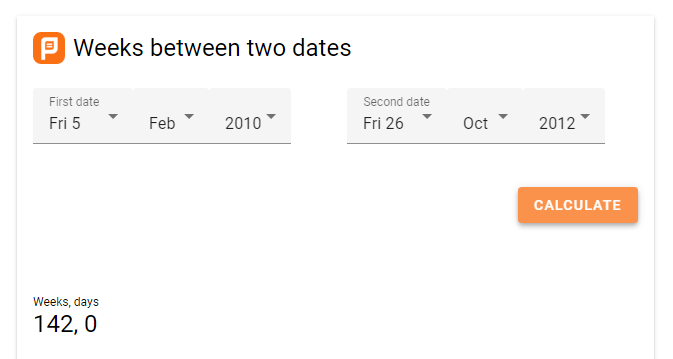 Weeks between two dates
First date Second date
Fri 5 Feb 2010 Fri 26 Oct 2012
CALCULATE
Weeks, days
142, 0